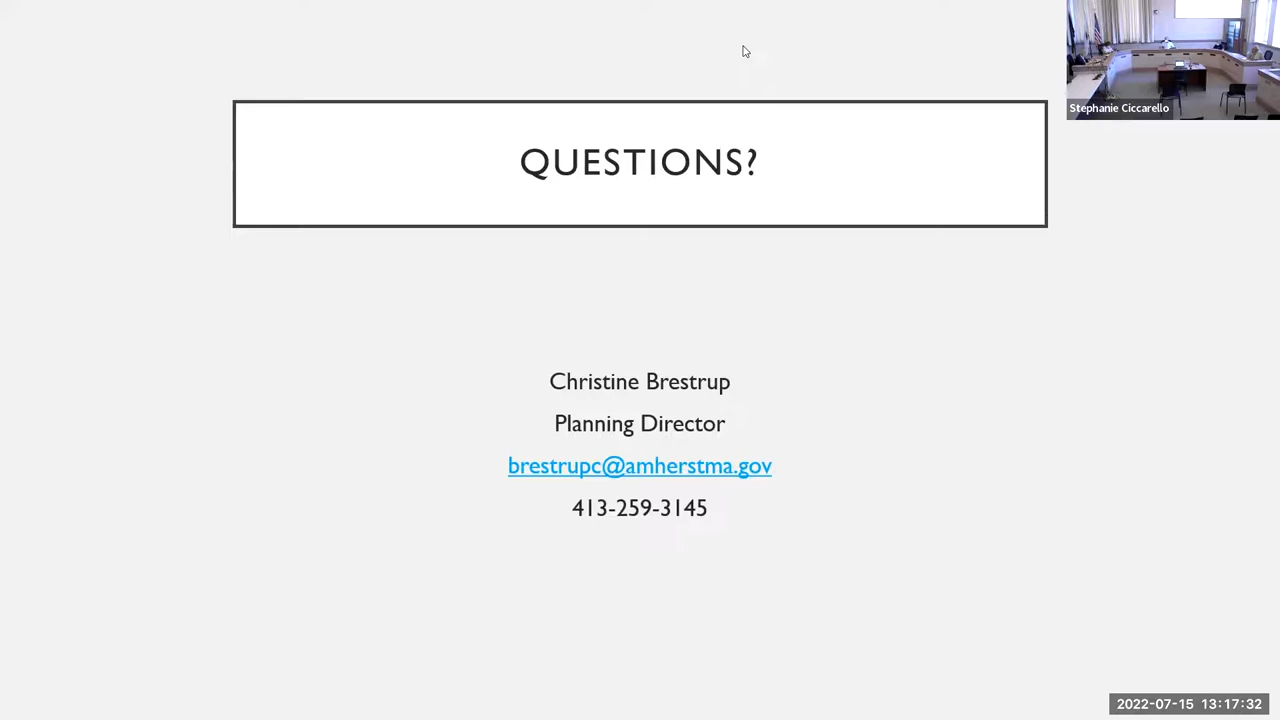 Stephanie Ciccarello
QUESTIONS?
Christine Brestrup
Planning Director
brestrupc@amherstma.gov
413-259-3145
2022-07-15 13:17:32